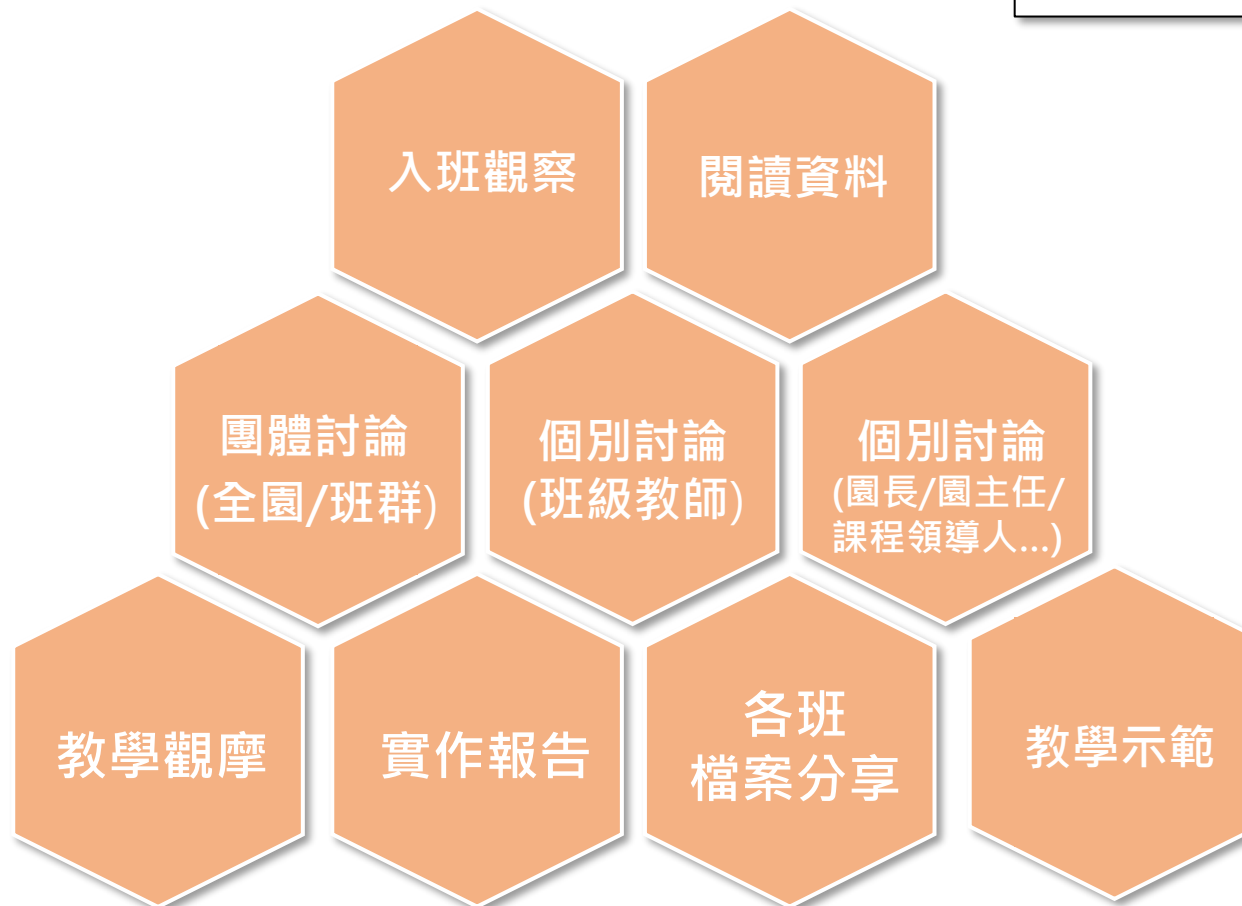 入班觀察
閱讀資料
團體討論
(全園/班群)
個別討論
(班級教師)
個別討論
(園長/園主任/
課程領導人...)
教學觀摩
實作報告
各班
檔案分享
教學示範